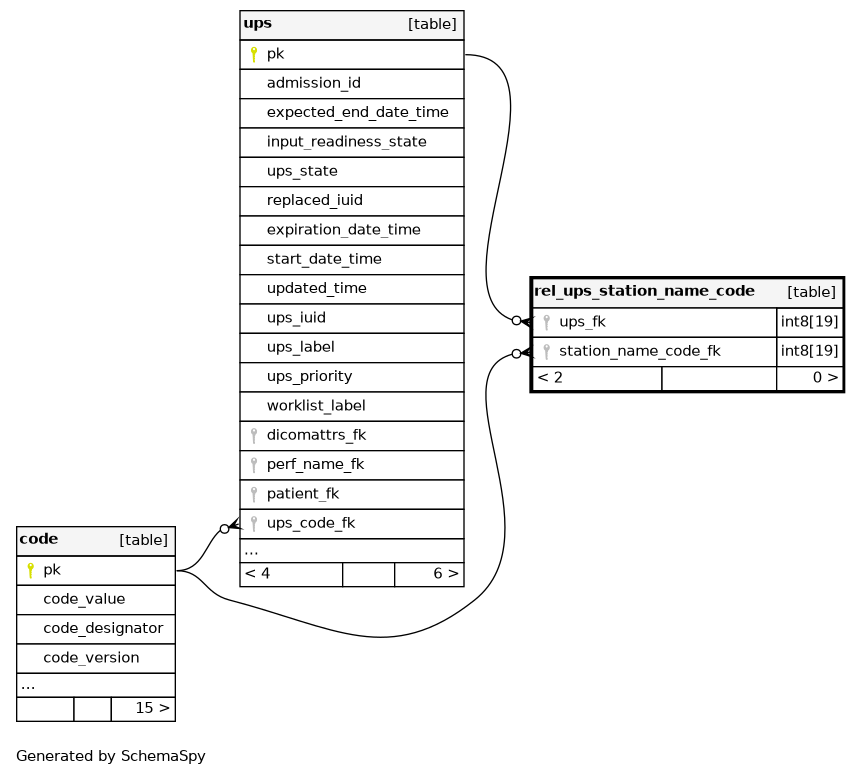 ups [table]
pk
admission_id
expected_end_date_time
input_readiness_state
ups_state
replaced_iuid
expiration_date_time
start_date_time
updated_time
ups_iuid
ups_label
ups_priority
worklist_label
dicomattrs_fk
perf_name_fk
patient_fk
ups_code_fk
...
< 4 6 >
rel_ups_station_name_code [table]
ups_fk int8[19]
station_name_code_fk int8[19]
< 2 0 >
code [table]
pk
code_value
code_designator
code_version
...
15 >
Generated by SchemaSpy